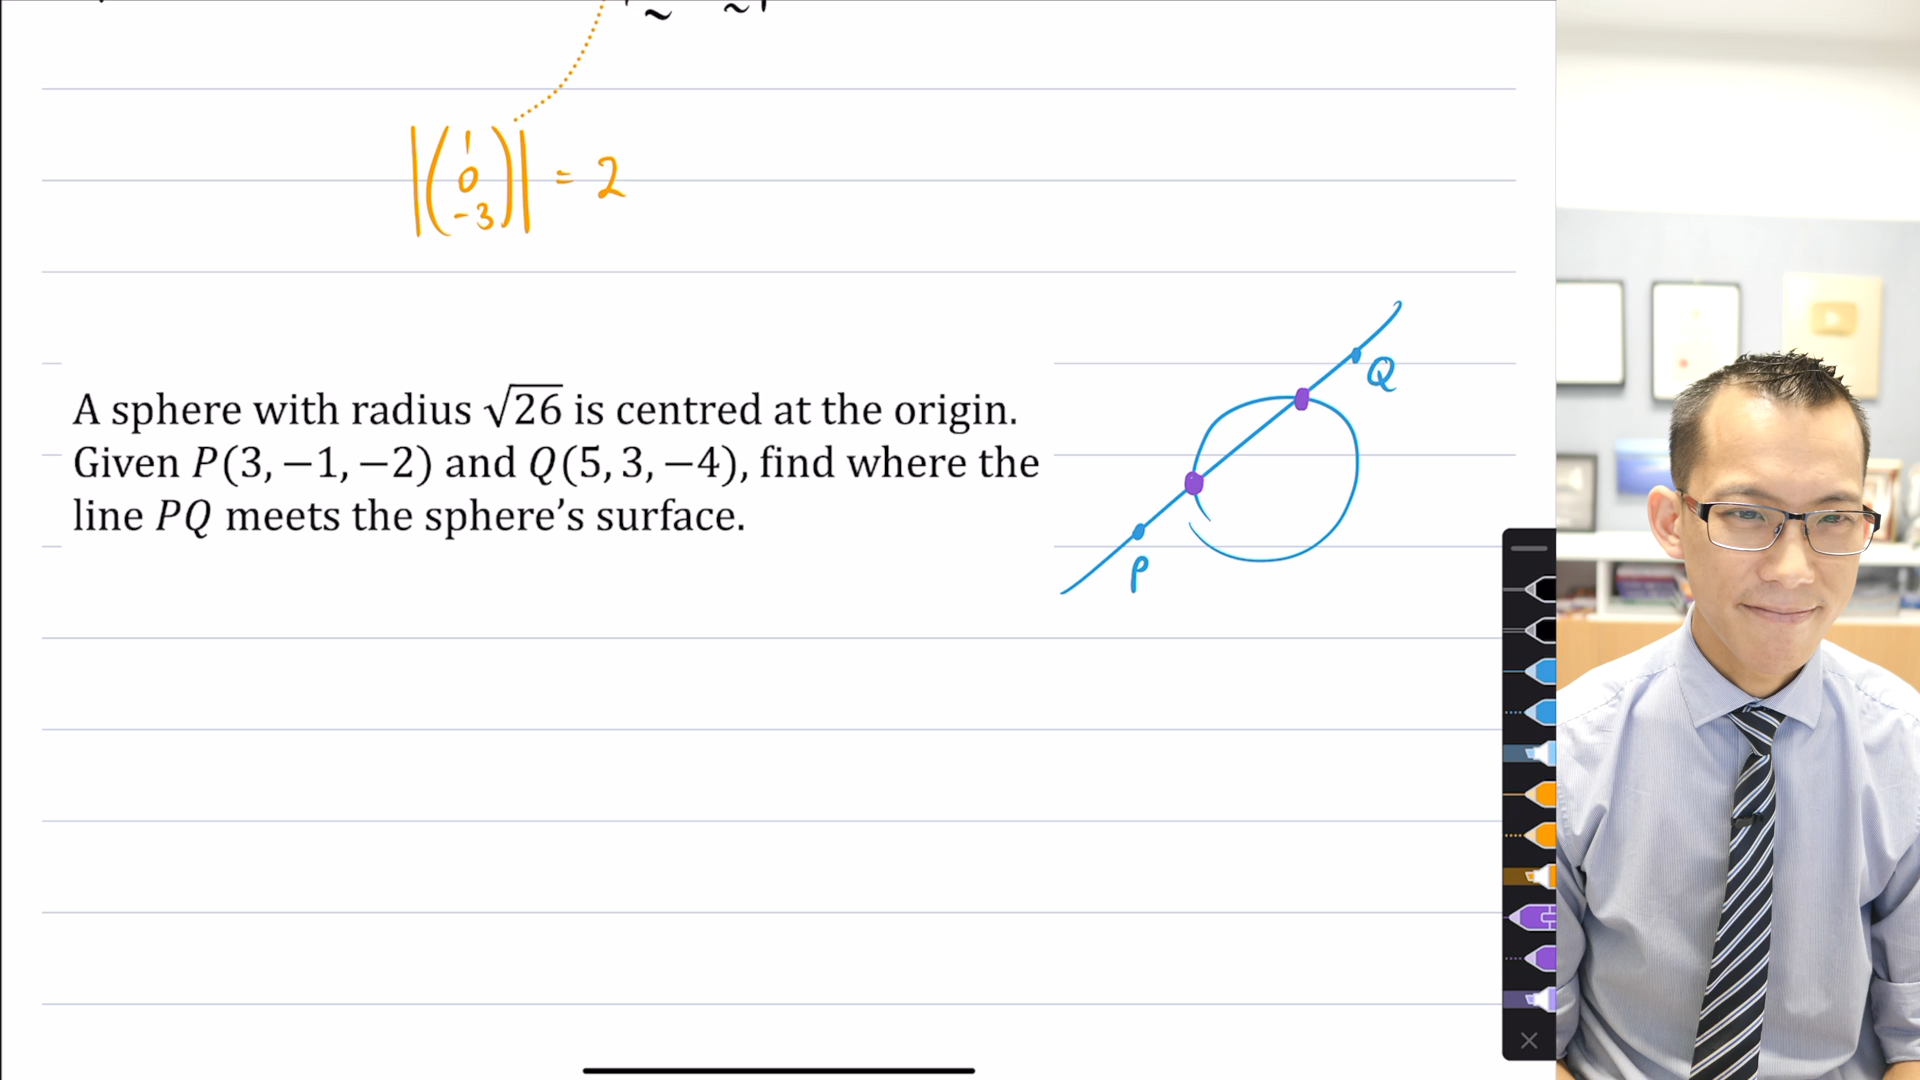 |(1 0 -3)| = 2
A sphere with radius √26 is centred at the origin.
Given P(3, −1, −2) and Q(5, 3, −4), find where the
line PQ meets the sphere’s surface.
Q
P